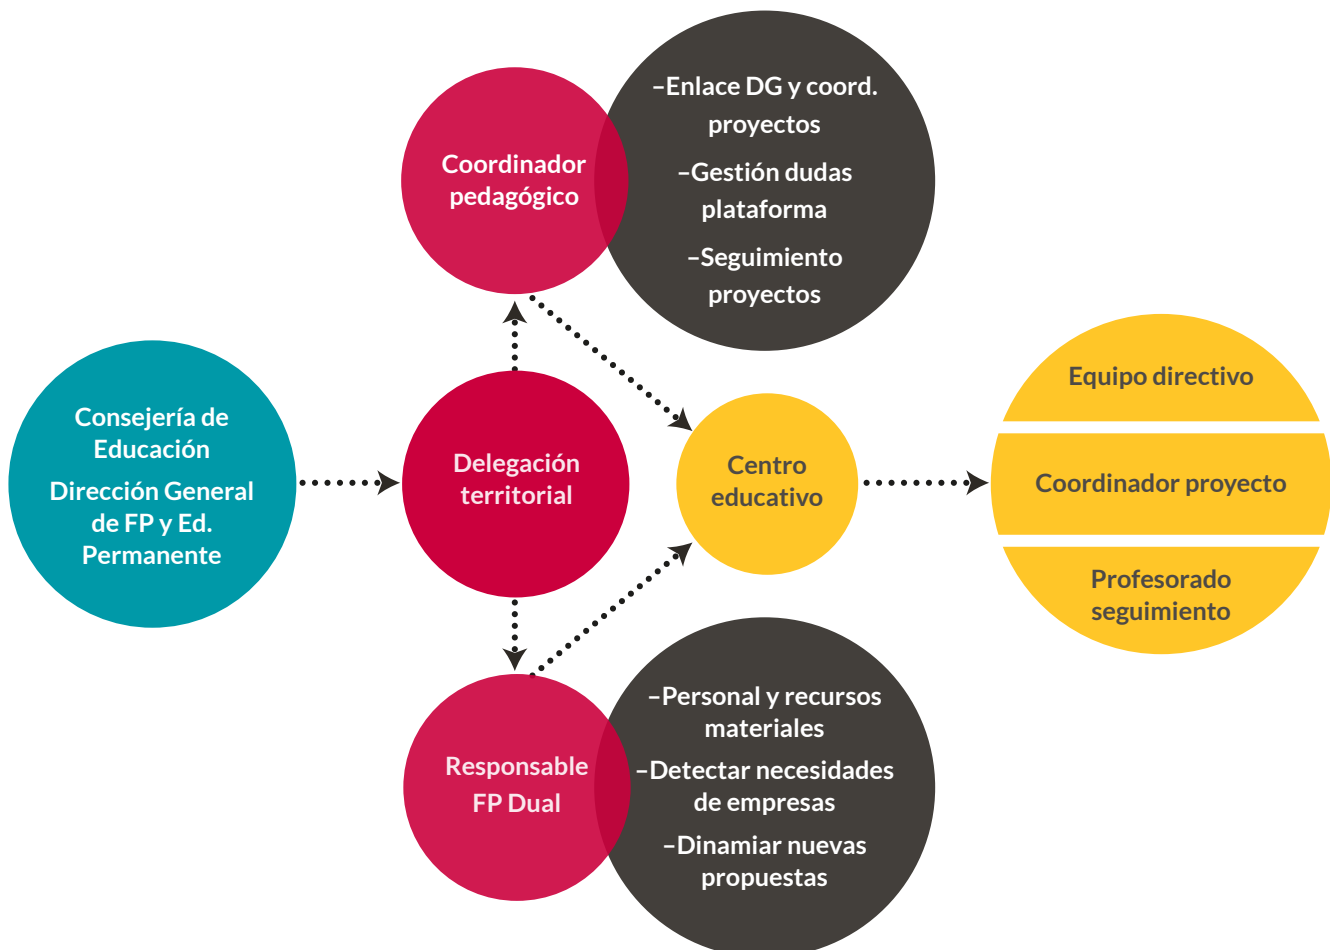 Coordinador
pedagógico
–Enlace DG y coord.
proyectos
–Gestión dudas
plataforma
–Seguimiento
proyectos
Consejería de
Educación
Dirección General
de FP y Ed.
Permanente
Delegación
territorial
Centro
educativo
Equipo directivo
Coordinador proyecto
Profesorado
seguimiento
Responsable
FP Dual
–Personal y recursos
materiales
–Detectar necesidades
de empresas
–Dinamiar nuevas
propuestas